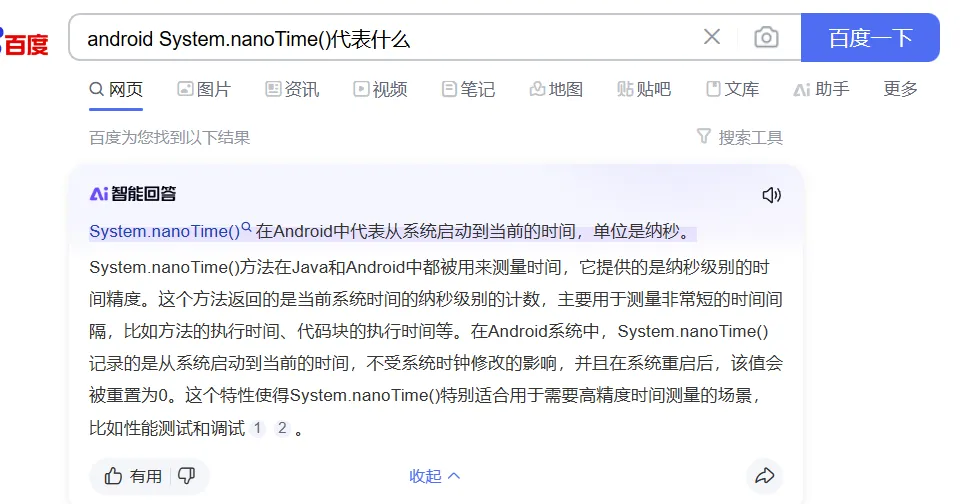 百度
android System.nanoTime()代表什么
百度一下
网页 图片 资讯 视频 笔记 地图 贴吧 文库 助手 更多
百度为您找到以下结果 搜索工具
Ai智能回答
System.nanoTime() 在Android中代表从系统启动到当前的时间，单位是纳秒。
System.nanoTime()方法在Java和Android中都被用来测量时间，它提供的是纳秒级别的时
间精度。这个方法返回的是当前系统时间的纳秒级别的计数，主要用于测量非常短的时间间
隔，比如方法的执行时间、代码块的执行时间等。在Android系统中，System.nanoTime()
记录的是从系统启动到当前的时间，不受系统时钟修改的影响，并且在系统重启后，该值会
被重置为0。这个特性使得System.nanoTime()特别适合用于需要高精度时间测量的场景，
比如性能测试和调试 1 2 。
有用 收起